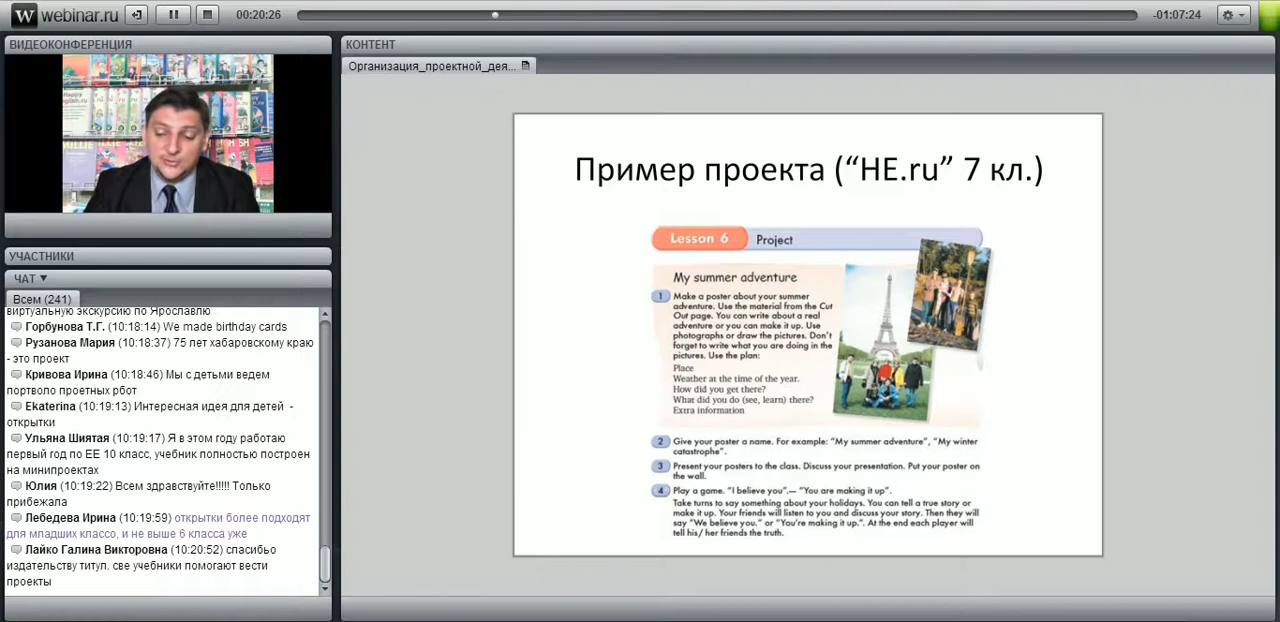 webinar.ru
00:20:26
-01:07:24
ВИДЕОКОНФЕРЕНЦИЯ
УЧАСТНИКИ
ЧАТ ▼
Всем (241)
виртуальную экскурсию по Ярославлю
Горбунова Т.Г. (10:18:14) We made birthday cards
Рузанова Мария (10:18:37) 75 лет хабаровскому краю
- это проект
Кривова Ирина (10:18:46) Мы с детьми ведем
портволо проетных рбот
Ekaterina (10:19:13) Интересная идея для детей -
открытки
Ульяна Шиятая (10:19:17) Я в этом году работаю
первый год по ЕЕ 10 класс, учебник полностью построен
на минипроектах
Юлия (10:19:22) Всем здравствуйте!!!!! Только
прибежала
Лебедева Ирина (10:19:59) открытки более подходят
для младших классо, и не выше 6 класса уже
Лайко Галина Викторовна (10:20:52) спасибьо
издательству титул. све учебники помогают вести
проекты
КОНТЕНТ
Организация_проектной_дея...
Пример проекта (“HE.ru” 7 кл.)
Lesson 6 Project
My summer adventure
1 Make a poster about your summer
adventure. Use the material from the Cut
Out page. You can write about a real
adventure or you can make it up. Use
photographs or draw the pictures. Don't
forget to write what you are doing in the
pictures. Use the plan:
Place
Weather at the time of the year.
How did you get there?
What did you do (see, learn) there?
Extra information
2 Give your poster a name. For example: “My summer adventure”, “My winter
catastrophe”.
3 Present your posters to the class. Discuss your presentation. Put your poster on
the wall.
4 Play a game. “I believe you”.— “You are making it up”.
Take turns to say something about your holidays. You can tell a true story or
make it up. Your friends will listen to you and discuss your story. Then they will
say “We believe you.” or “You're making it up.”. At the end each player will
tell his/ her friends the truth.